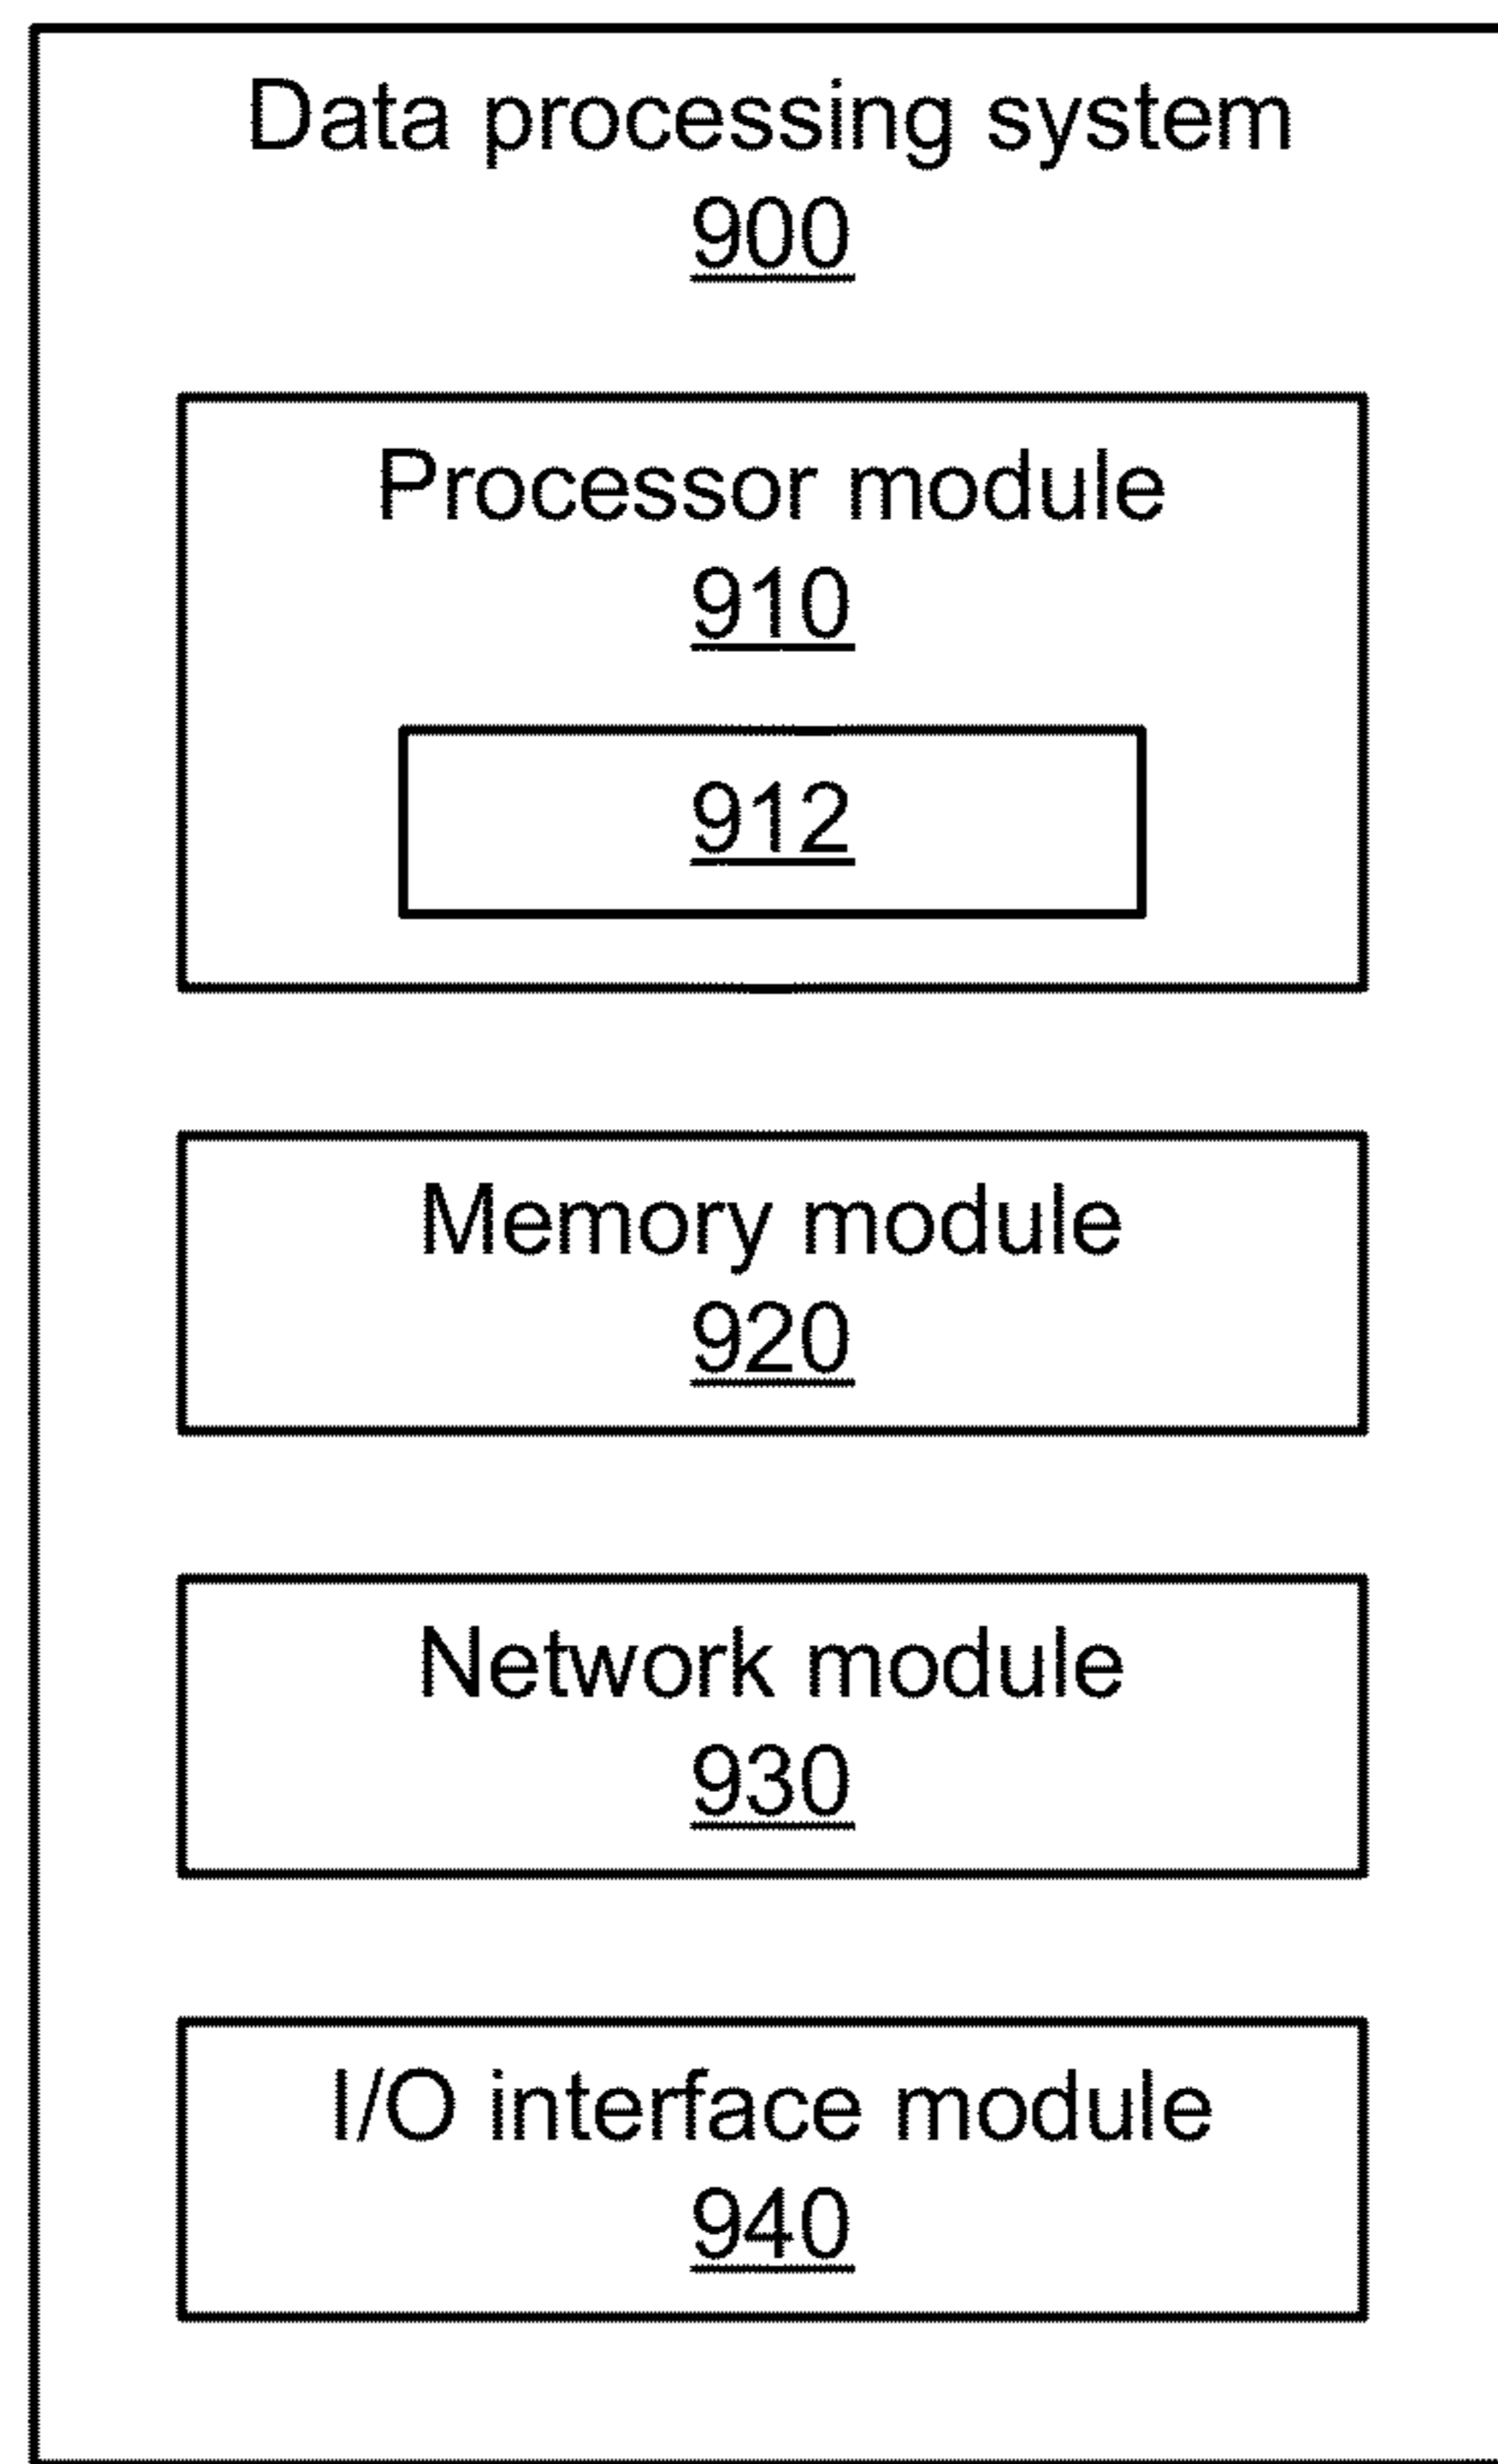 Data processing system
900
Processor module
910
912
Memory module
920
Network module
930
I/O interface module
940